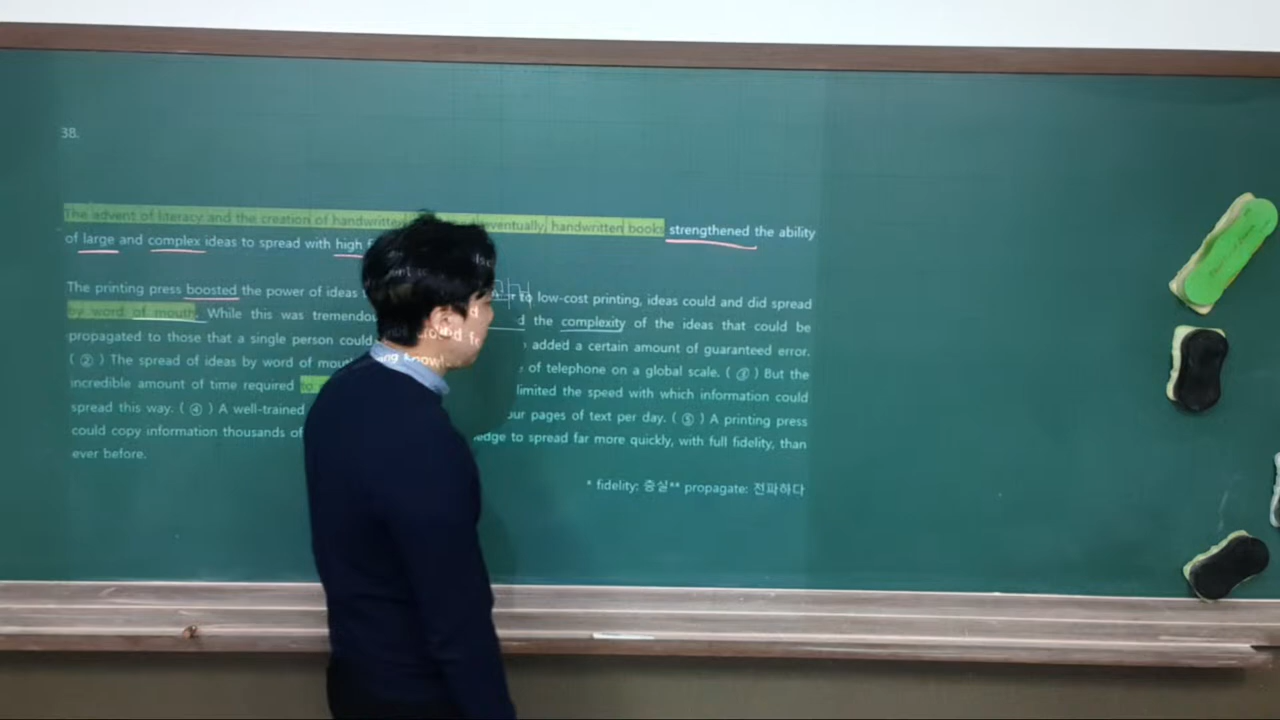 38.
The advent of literacy and the creation of handwritten eventually, handwritten books strengthened the ability
of large and complex ideas to spread with high
The printing press boosted the power of ideas to low-cost printing, ideas could and did spread
by word of mouth. While this was the complexity of the ideas that could be
propagated to those that a single person could added a certain amount of guaranteed error.
( ② ) The spread of ideas by word of of telephone on a global scale. ( ③ ) But the
incredible amount of time required limited the speed with which information could
spread this way. ( ④ ) A well-trained pages of text per day. ( ⑤ ) A printing press
could copy information thousands of to spread far more quickly, with full fidelity, than
ever before.
* fidelity: 충실** propagate: 전파하다